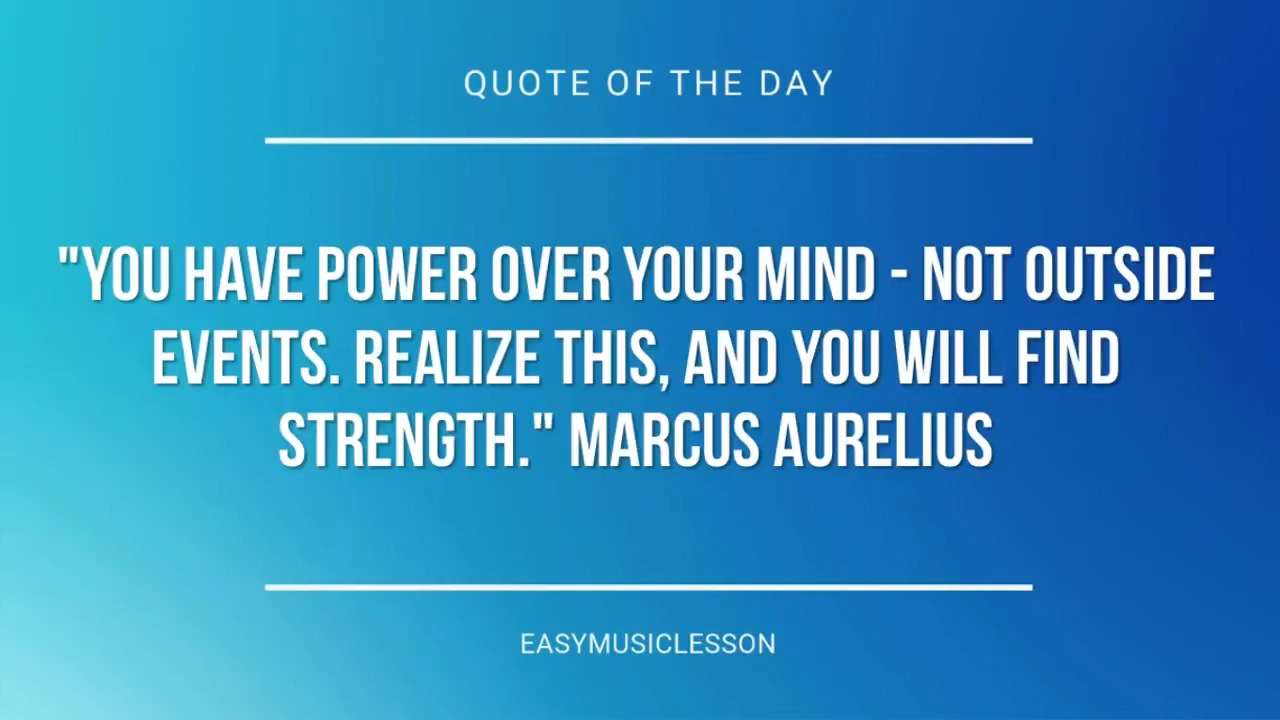 QUOTE OF THE DAY
"YOU HAVE POWER OVER YOUR MIND - NOT OUTSIDE
EVENTS. REALIZE THIS, AND YOU WILL FIND
STRENGTH." MARCUS AURELIUS
EASYMUSICLESSON